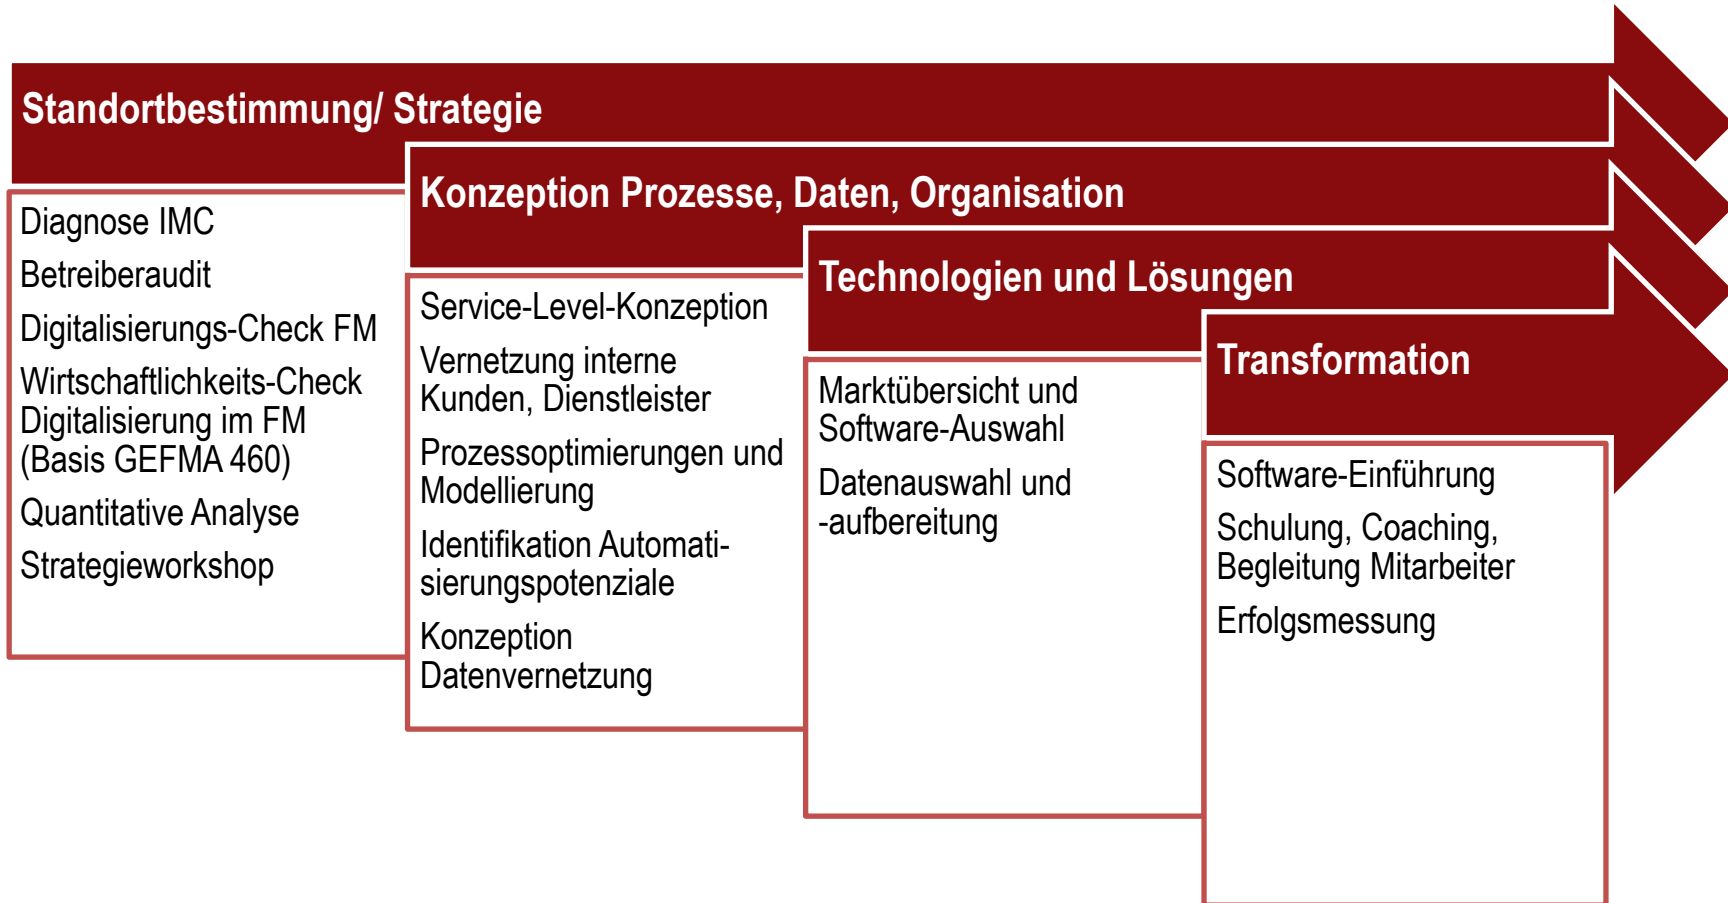 Standortbestimmung/ Strategie
Diagnose IMC
Betreiberaudit
Digitalisierungs-Check FM
Wirtschaftlichkeits-Check
Digitalisierung im FM
(Basis GEFMA 460)
Quantitative Analyse
Strategieworkshop
Konzeption Prozesse, Daten, Organisation
Service-Level-Konzeption
Vernetzung interne
Kunden, Dienstleister
Prozessoptimierungen und
Modellierung
Identifikation Automati-
sierungspotenziale
Konzeption
Datenvernetzung
Technologien und Lösungen
Marktübersicht und
Software-Auswahl
Datenauswahl und
-aufbereitung
Transformation
Software-Einführung
Schulung, Coaching,
Begleitung Mitarbeiter
Erfolgsmessung